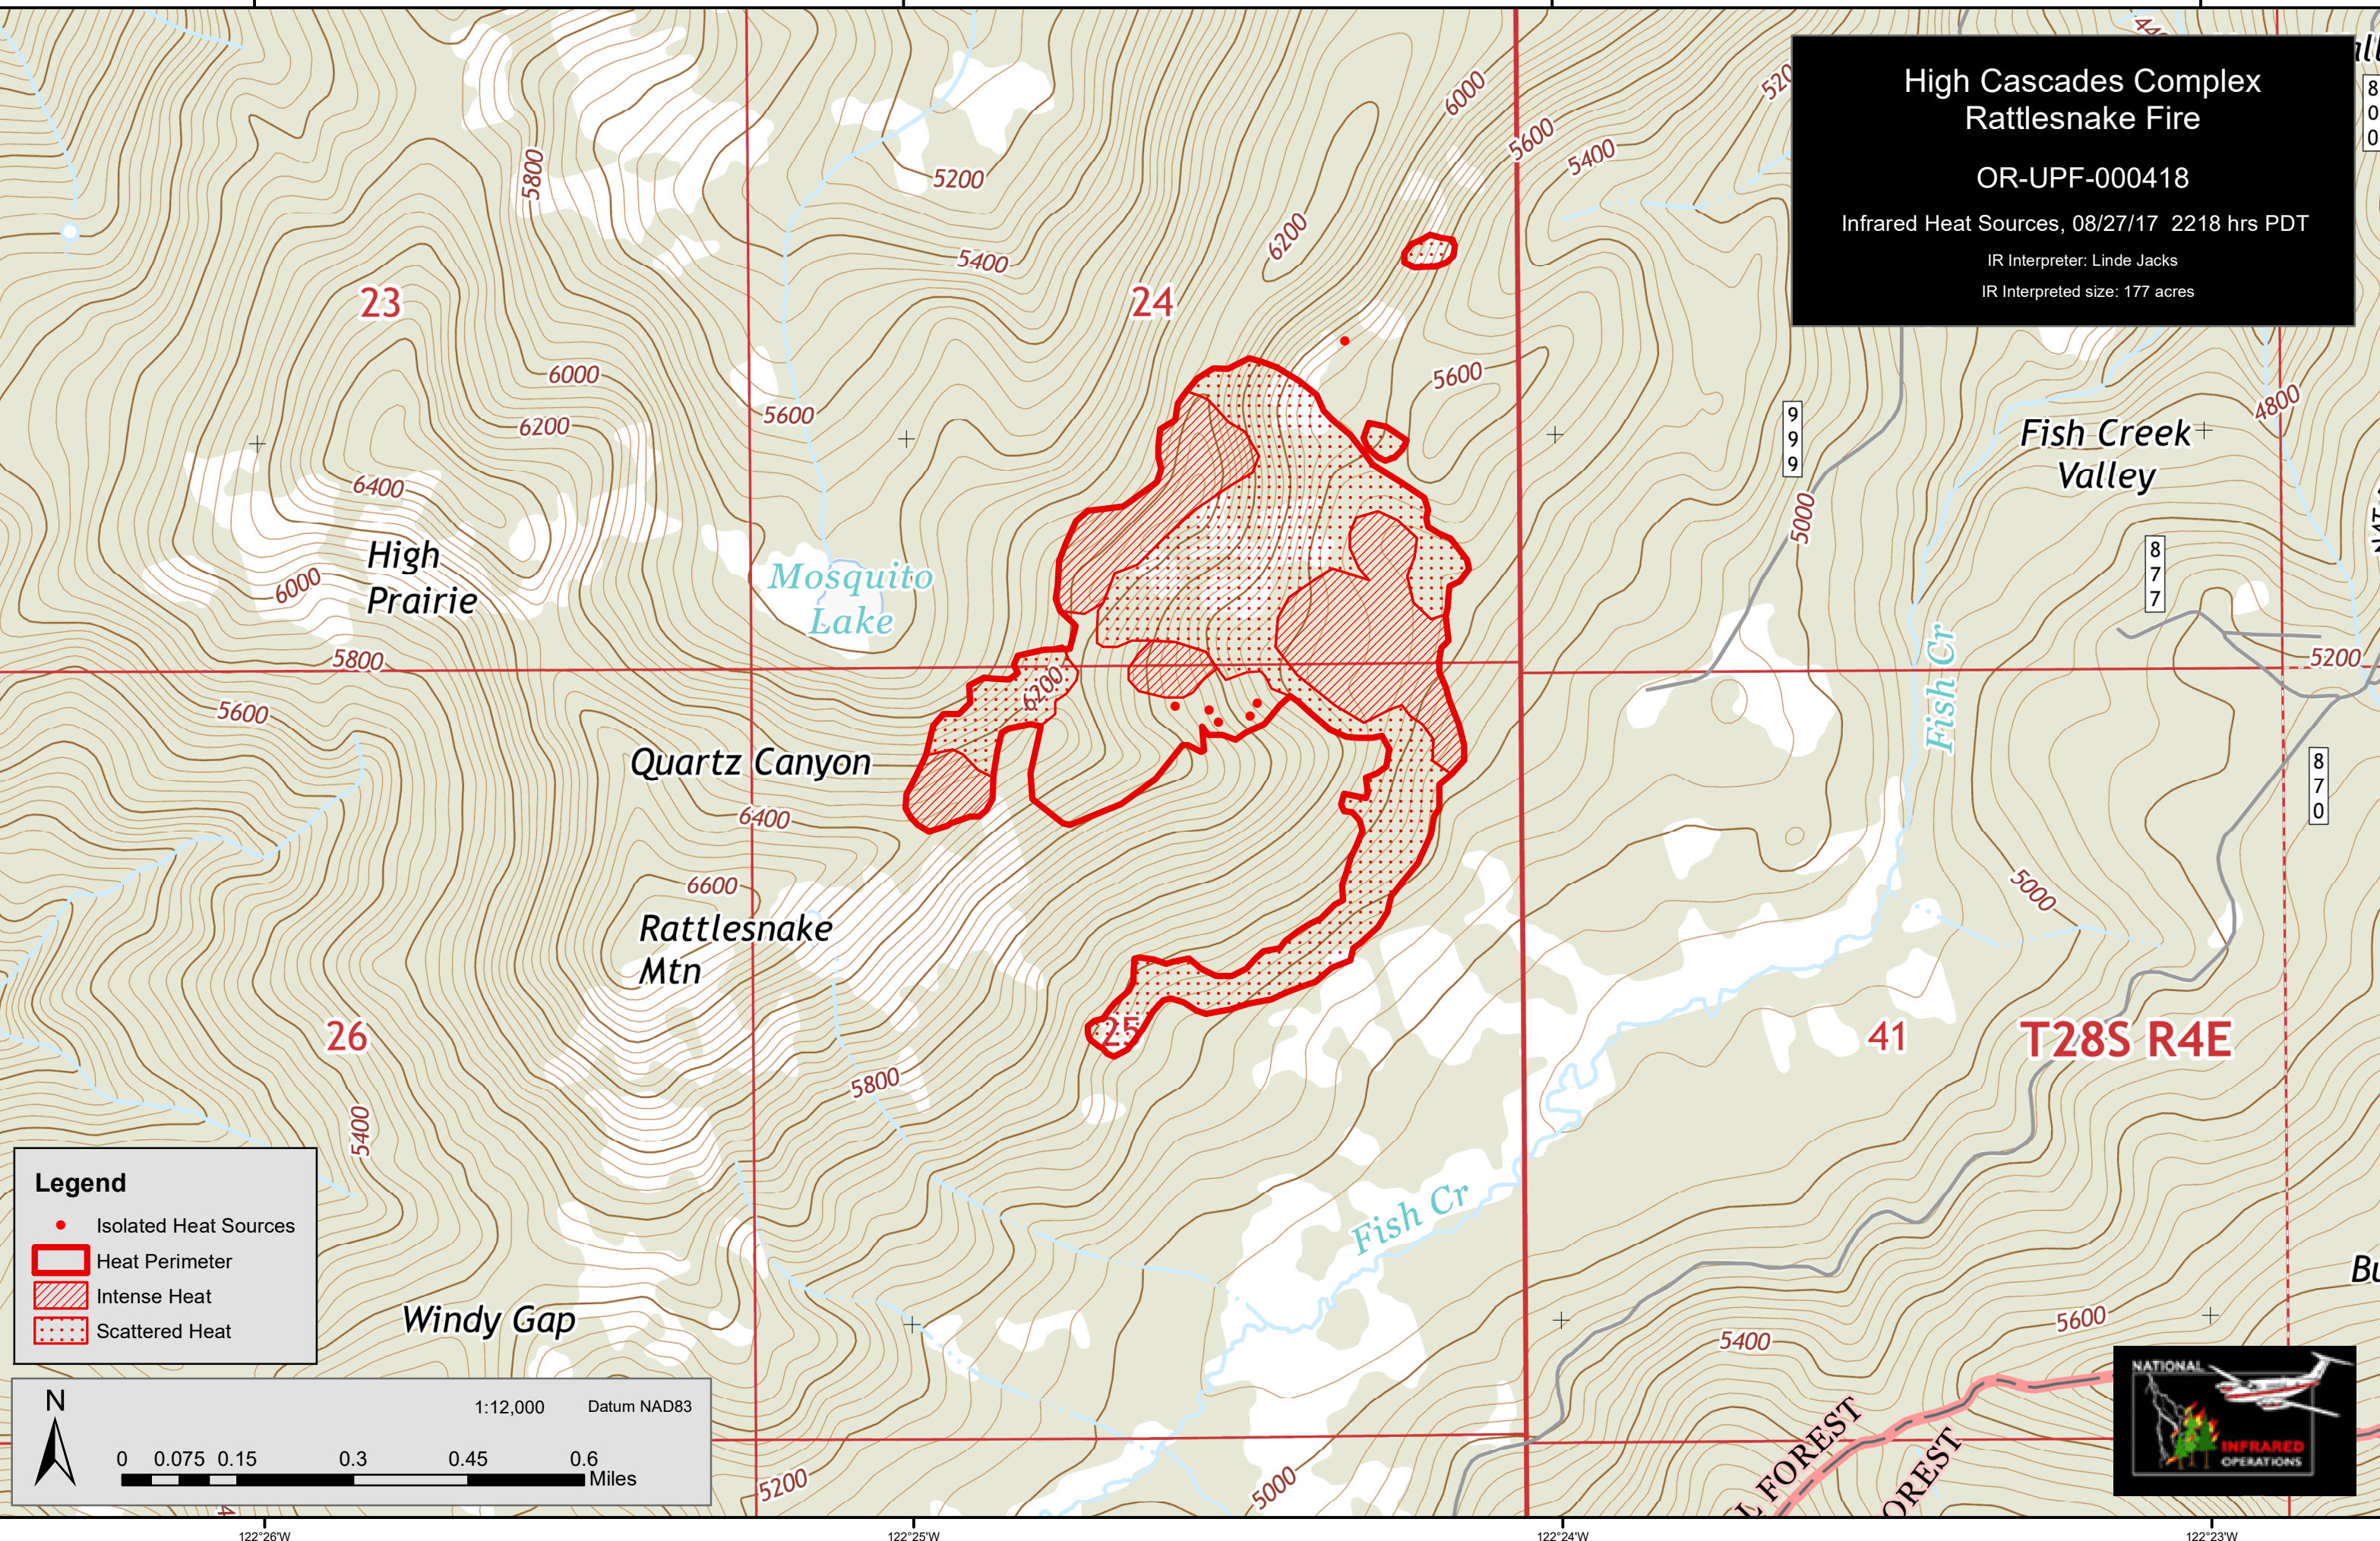 High Cascades Complex
Rattlesnake Fire
OR-UPF-000418
Infrared Heat Sources, 08/27/17 2218 hrs PDT
IR Interpreter: Linde Jacks
IR Interpreted size: 177 acres
6000
5600
5400
800
5800
5200
6200
5400
23
24
6000
5600
5600
6200
4800
999
Fish Creek
Valley
6400
5000
High
Prairie
6000
877
Mosquito
Lake
5800
5200
6200
Fish Cr
5600
Quartz Canyon
870
6400
6600
5000
Rattlesnake
Mtn
26
25
41
T28S R4E
5800
5400
Fish Cr
Windy Gap
5600
5400
Legend
Isolated Heat Sources
Heat Perimeter
Intense Heat
Scattered Heat
N
1:12,000
Datum NAD83
0 0.075 0.15 0.3 0.45 0.6
Miles
5200
5000
L FOREST
OREST
NATIONAL
INFRARED
OPERATIONS
122°26'W
122°25'W
122°24'W
122°23'W